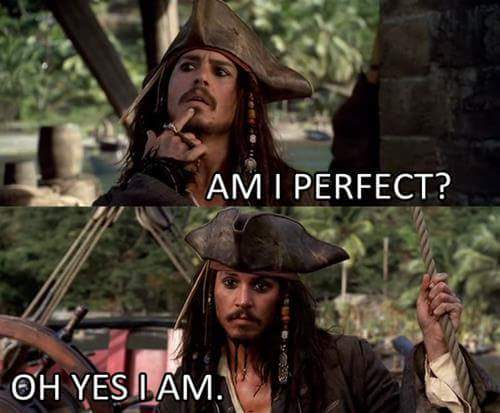 AM I PERFECT?
OH YES I AM.